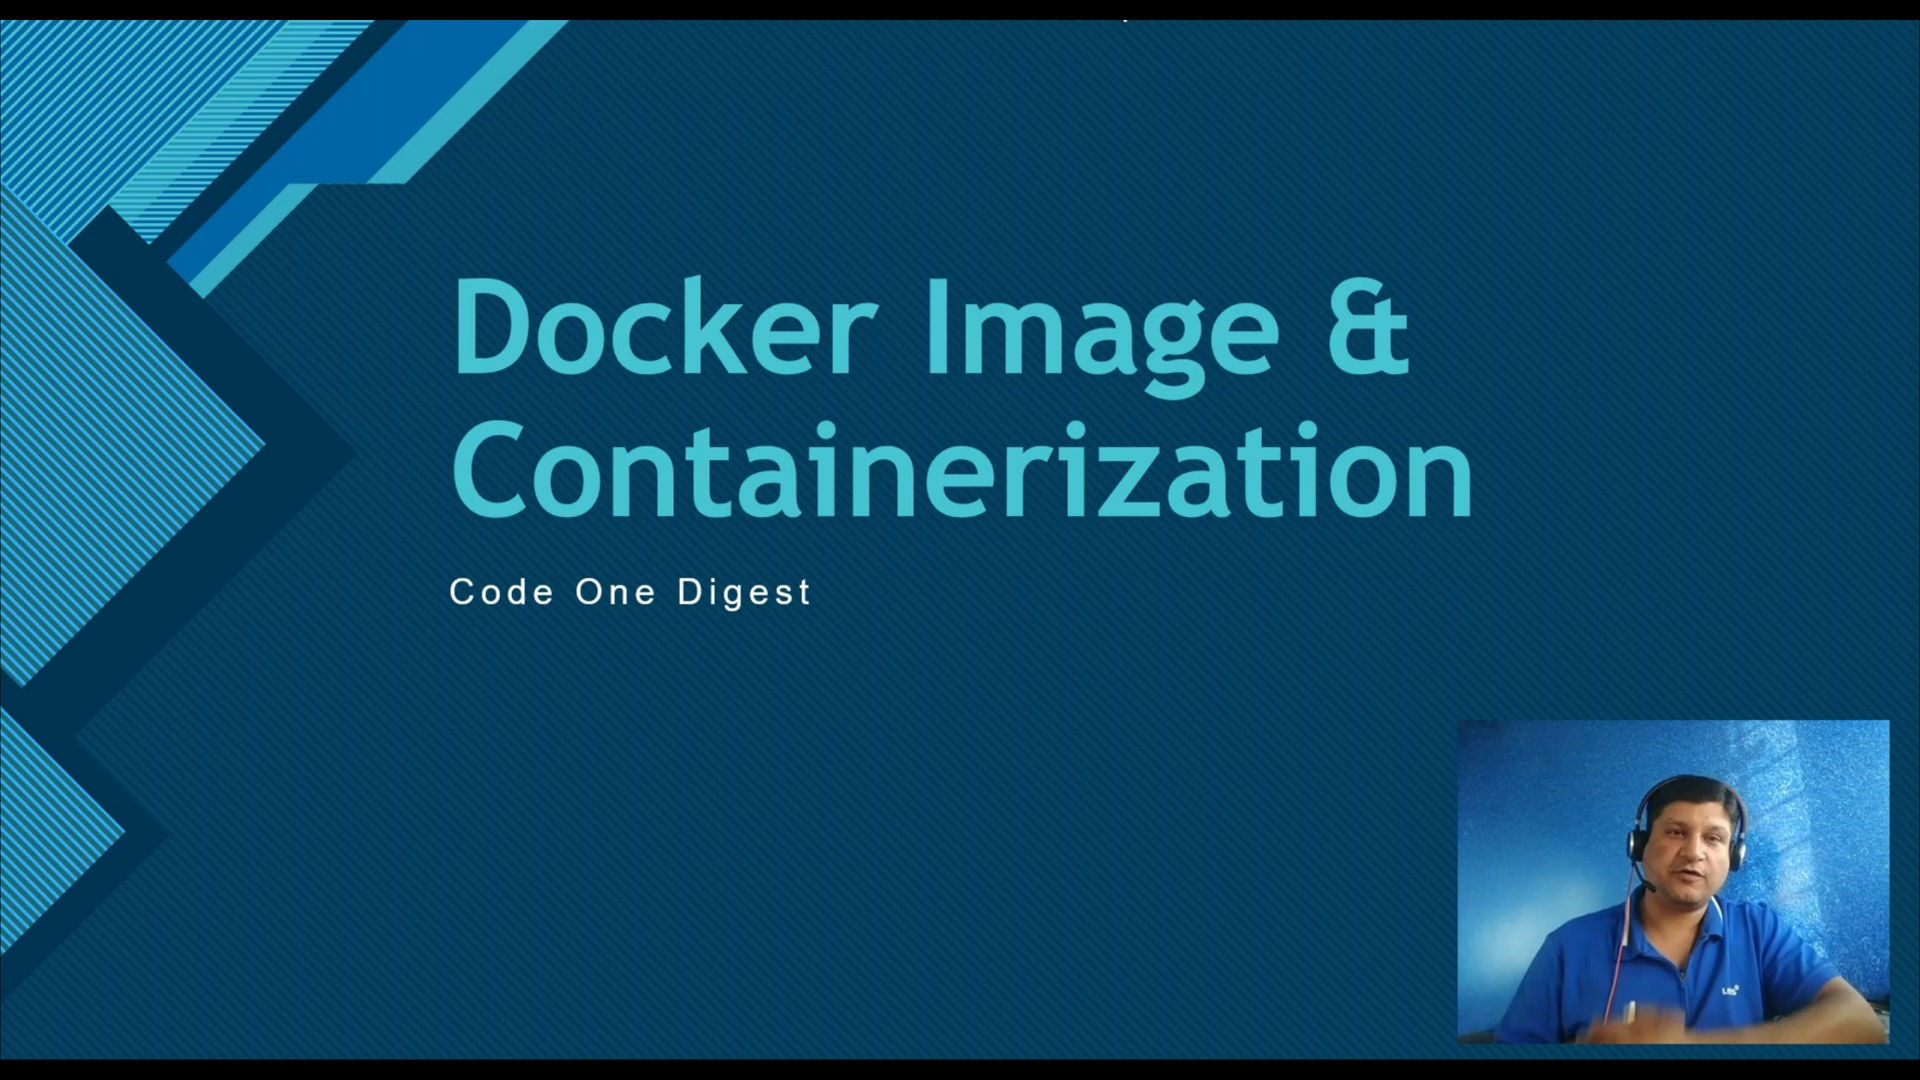 Docker Image &
Containerization
Code One Digest